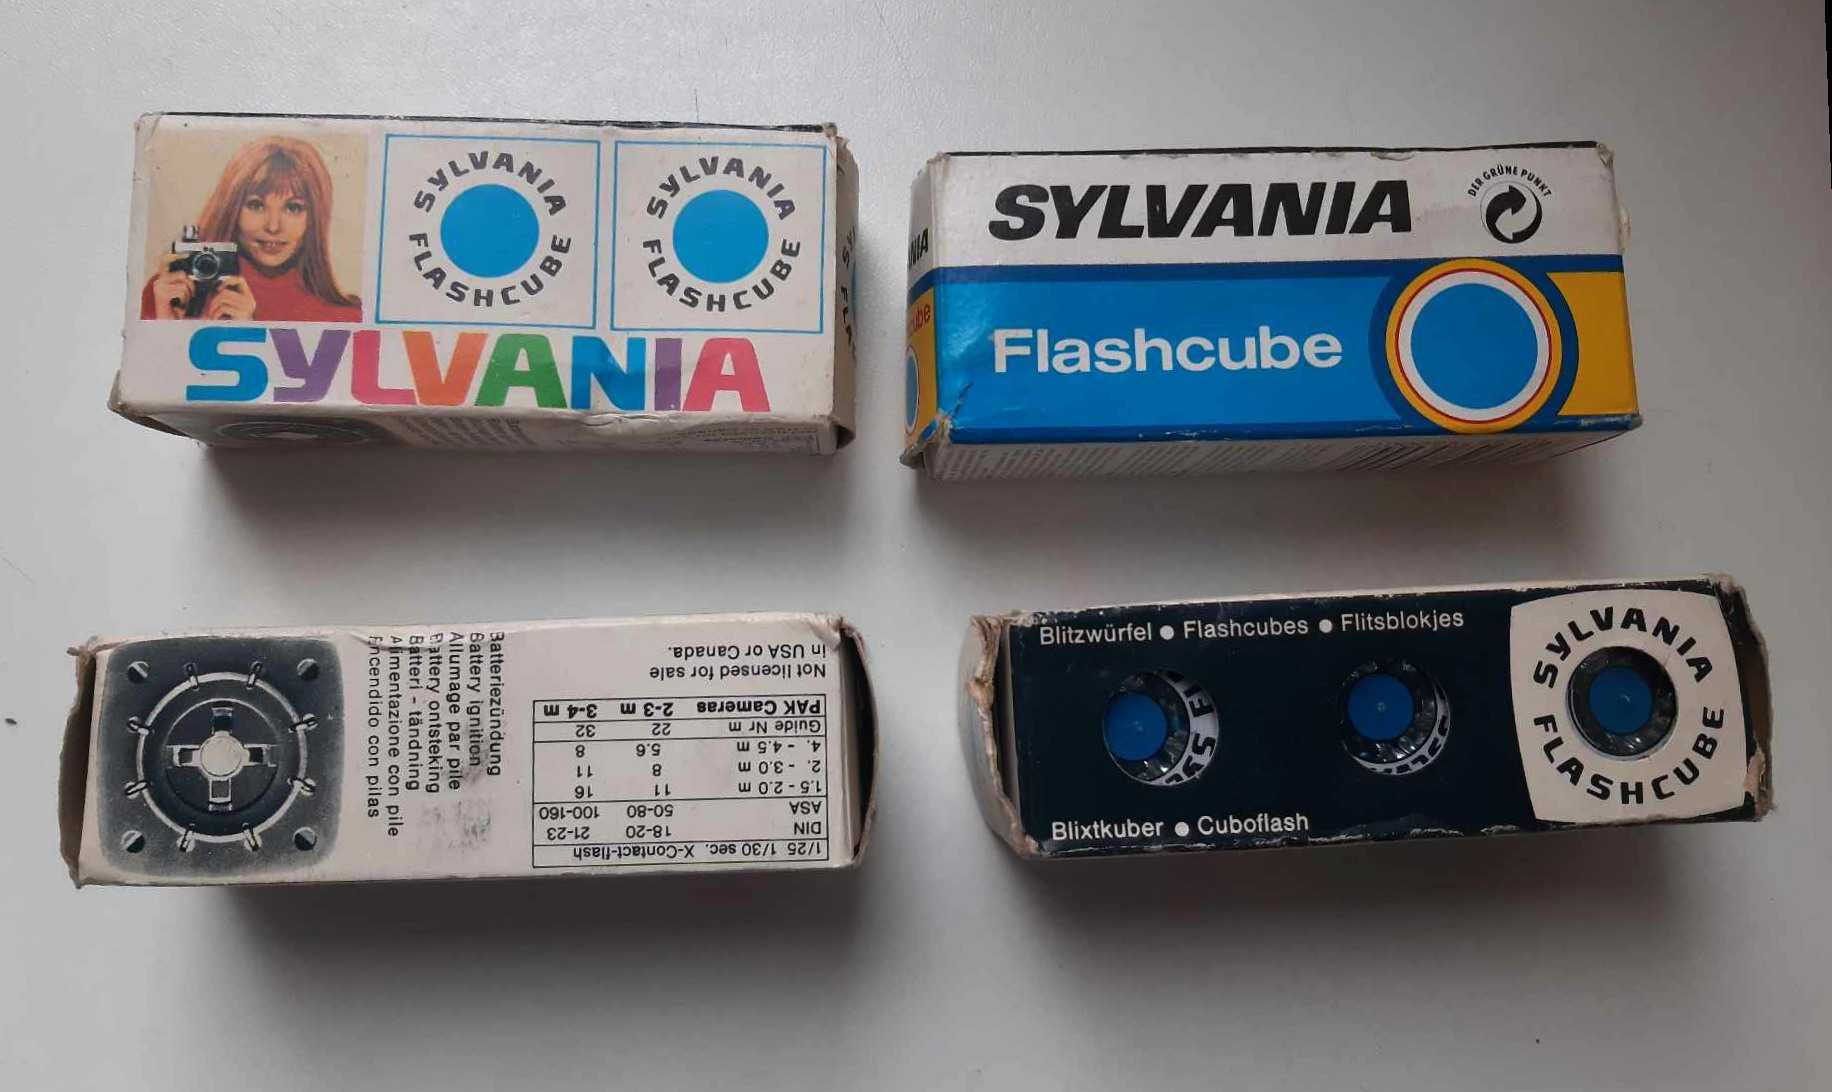 SYLVANIA
FLASHCUBE
SYLVANIA
FLASHCUBE
SYLVANIA
SYLVANIA
DER GRÜNE PUNKT
Flashcube
Batteriezündung
Battery ignition
Allumage par pile
Battery onsteking
Batteri - tändning
Alimentazione con pile
Encendido con pilas
1/25 1/30 sec. X-Contact-flash
DIN 18-20 21-23
ASA 50-80 100-160
1.5 - 2.0 m 11 16
2. - 3.0 m 8 11
4. - 4.5 m 5.6 8
Guide Nr m 22 32
PAK Cameras 2-3 m 3-4 m
Not licensed for sale
in USA or Canada.
Blitzwürfel ● Flashcubes ● Flitsblokjes
SYLVANIA
FLASHCUBE
Blixtkuber ● Cuboflash